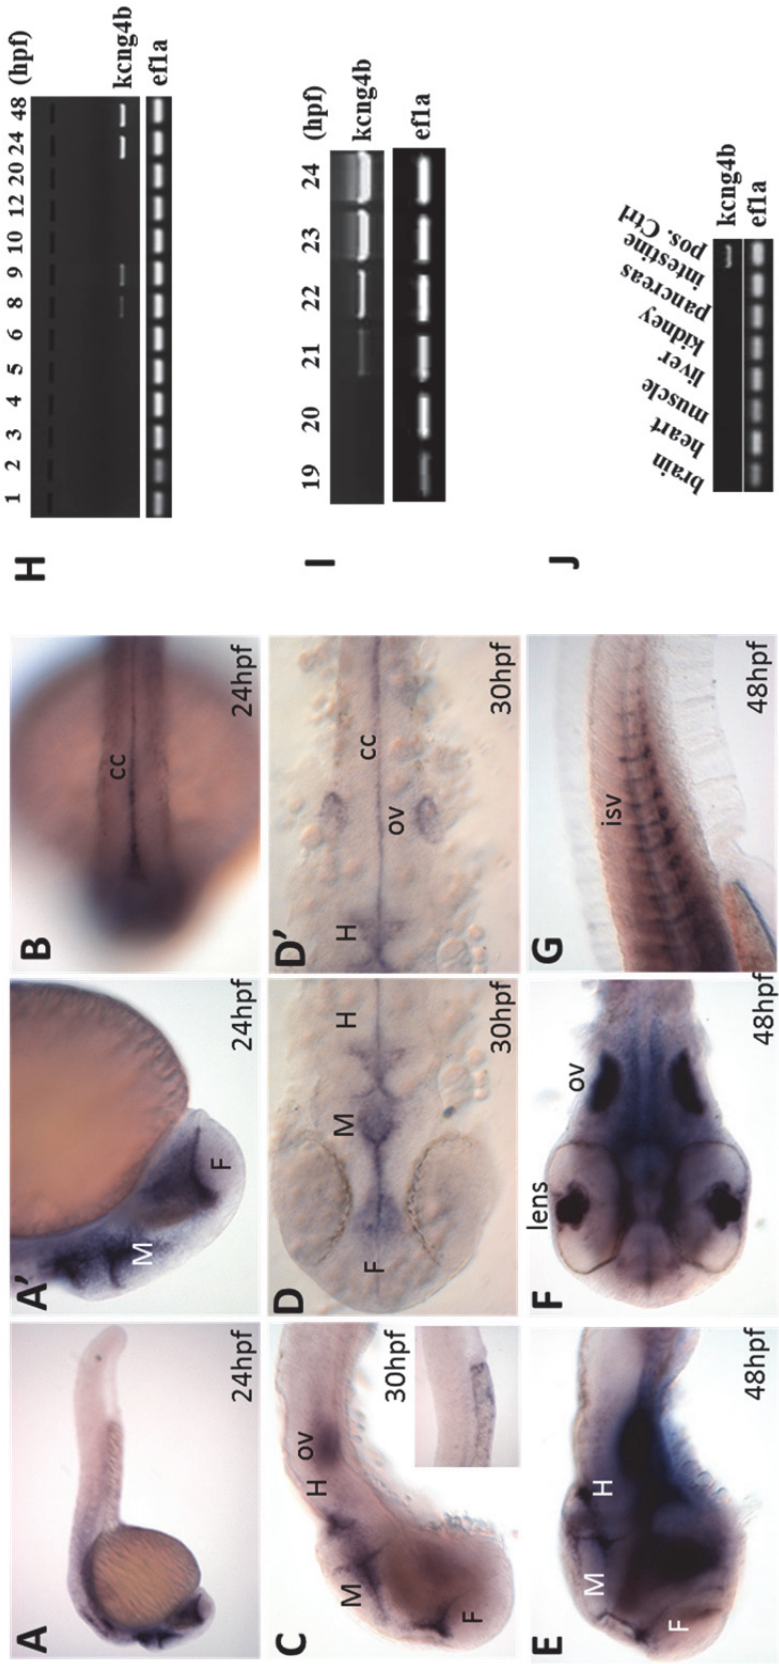 A
24hpf
A'
M
F
24hpf
B
cc
24hpf
C
M
H
ov
F
30hpf
D
F
M
H
30hpf
D'
H
cc
ov
30hpf
E
M
H
F
48hpf
F
lens
ov
48hpf
G
isv
48hpf
H
1 2 3 4 5 6 8 9 10 12 20 24 48 (hpf)
kcng4b
ef1a
I
19 20 21 22 23 24 (hpf)
kcng4b
ef1a
J
brain
heart
muscle
liver
kidney
pancreas
intestine
pos. Ctrl
kcng4b
ef1a